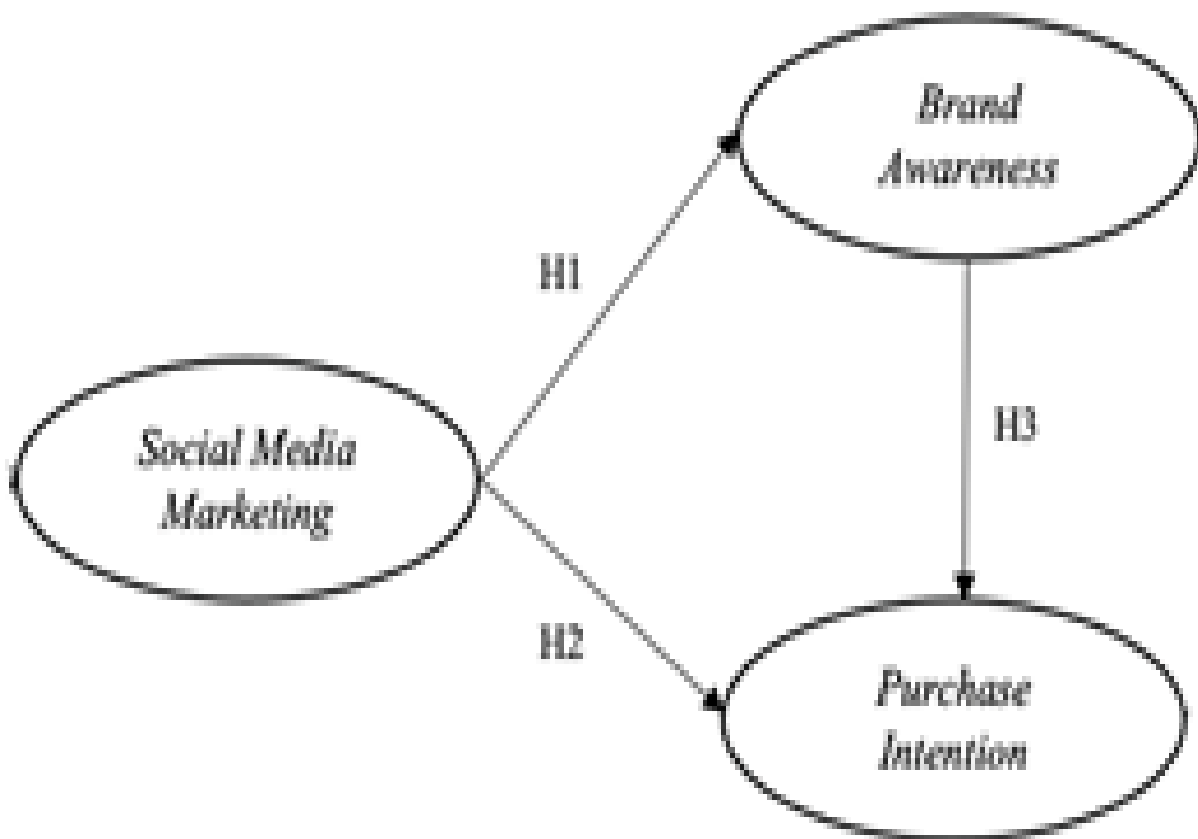 Brand
Awareness
H1
H3
Social Media
Marketing
H2
Purchase
Intention